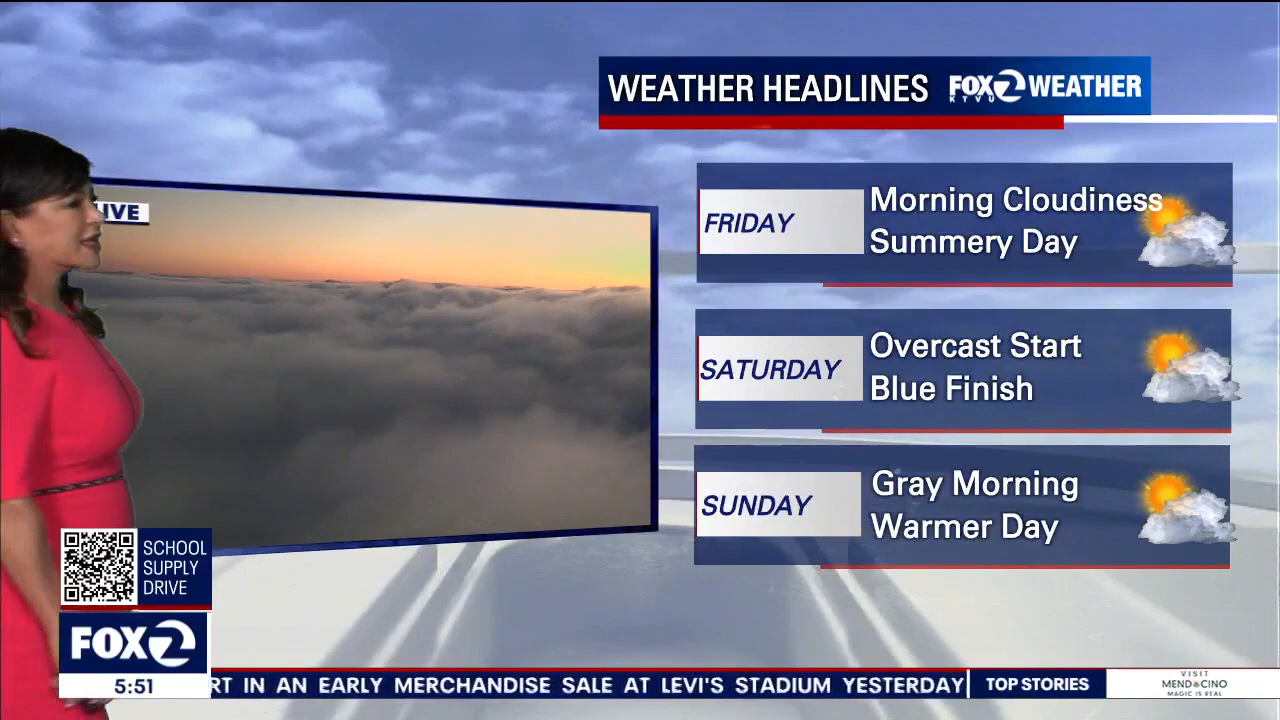 WEATHER HEADLINES FOX 2 WEATHER
KTVU
FRIDAY
Morning Cloudiness
Summery Day
SATURDAY
Overcast Start
Blue Finish
SUNDAY
Gray Morning
Warmer Day
SCHOOL
SUPPLY
DRIVE
FOX 2
5:51
IN AN EARLY MERCHANDISE SALE AT LEVI'S STADIUM YESTERDAY
TOP STORIES
VISIT
MENDOCINO
MAGIC IS REAL